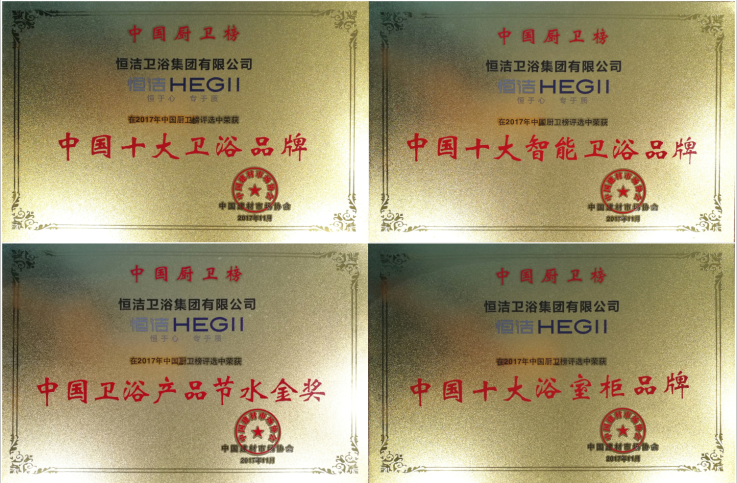 中国厨卫榜
恒洁卫浴集团有限公司
恒洁HEGII
恒于心 专于质
在2017年中国厨卫榜评选中荣获
中国十大卫浴品牌
中国建材市场协会
2017年11月
中国厨卫榜
恒洁卫浴集团有限公司
恒洁HEGII
恒于心 专于质
在2017年中国厨卫榜评选中荣获
中国十大智能卫浴品牌
中国建材市场协会
2017年11月
中国厨卫榜
恒洁卫浴集团有限公司
恒洁HEGII
恒于心 专于质
在2017年中国厨卫榜评选中荣获
中国卫浴产品节水金奖
中国建材市场协会
2017年11月
中国厨卫榜
恒洁卫浴集团有限公司
恒洁HEGII
在2017年中国厨卫榜评选中荣获
中国十大浴室柜品牌
中国建材市场协会
2017年11月